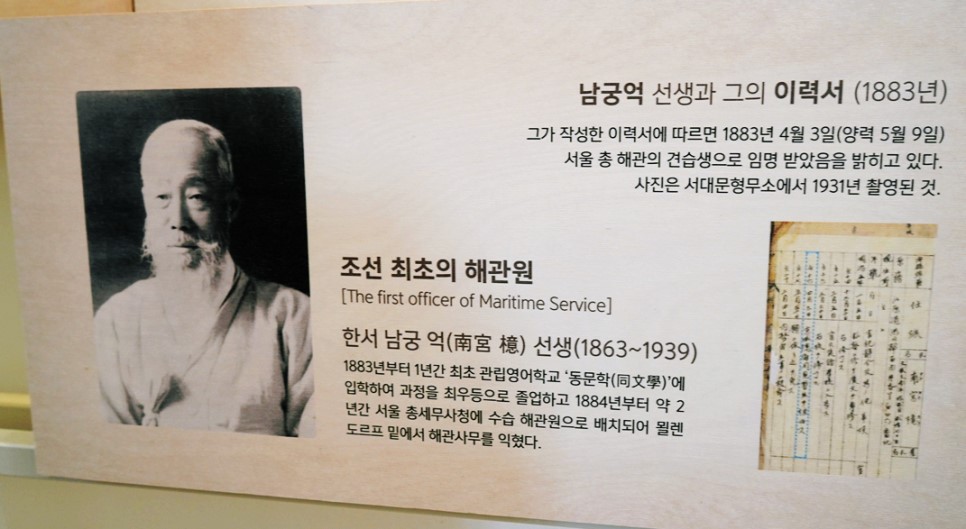 남궁억 선생과 그의 이력서 (1883년)
그가 작성한 이력서에 따르면 1883년 4월 3일(양력 5월 9일)
서울 총 해관의 견습생으로 임명 받았음을 밝히고 있다.
사진은 서대문형무소에서 1931년 촬영된 것.
조선 최초의 해관원
[The first officer of Maritime Service]
한서 남궁 억(南宮 檍) 선생(1863~1939)
1883년부터 1년간 최초 관립영어학교 '동문학(同文學)'에
입학하여 과정을 최우등으로 졸업하고 1884년부터 약 2
년간 서울 총세무사청에 수습 해관원으로 배치되어 묄렌
도르프 밑에서 해관사무를 익혔다.